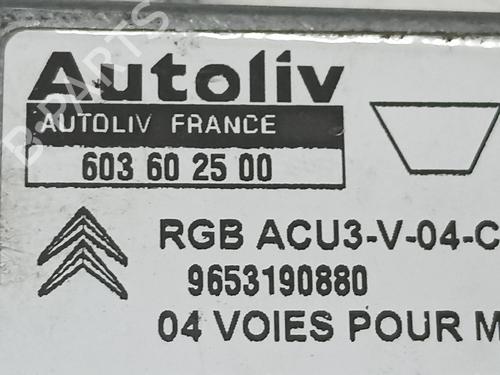 Autoliv
AUTOLIV FRANCE
603 60 25 00
RGB ACU3-V-04-C
9653190880
04 VOIES POUR M
B-PARTS